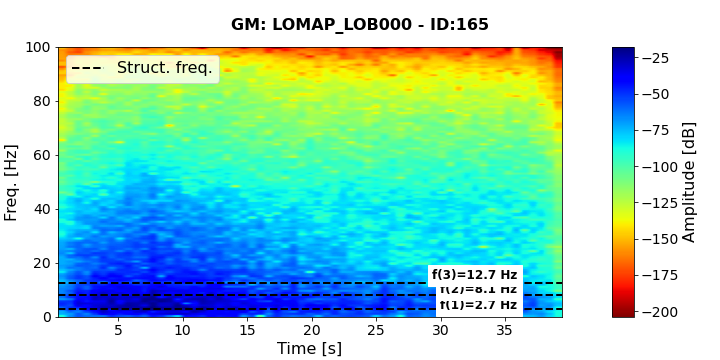 GM: LOMAP_LOB000 - ID:165
100
80
60
40
20
0
Freq. [Hz]
Struct. freq.
f(3)=12.7 Hz
f(2)=8.1 Hz
f(1)=2.7 Hz
5
10
15
20
25
30
35
Time [s]
−25
−50
−75
−100
−125
−150
−175
−200
Amplitude [dB]